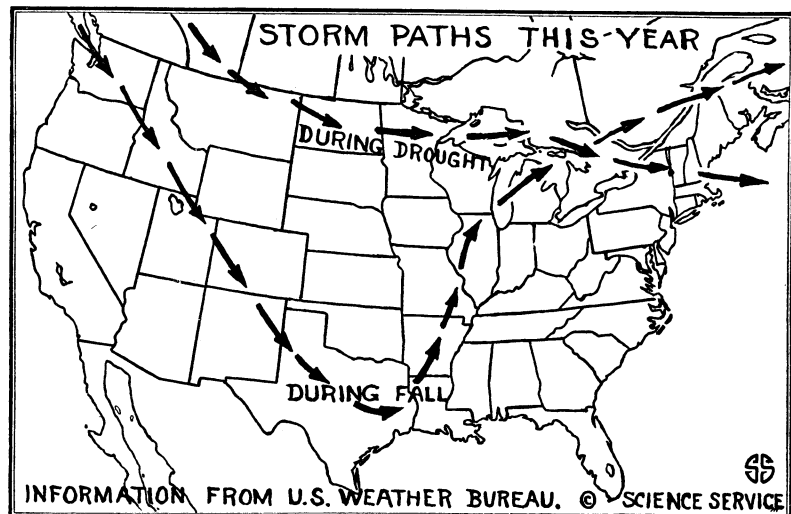 STORM PATHS THIS YEAR
DURING DROUGHT
DURING FALL
SS
INFORMATION FROM U.S. WEATHER BUREAU. © SCIENCE SERVICE